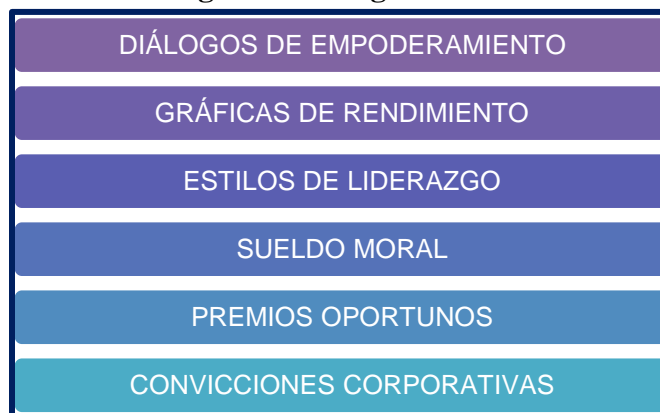 DIÁLOGOS DE EMPODERAMIENTO
GRÁFICAS DE RENDIMIENTO
ESTILOS DE LIDERAZGO
SUELDO MORAL
PREMIOS OPORTUNOS
CONVICCIONES CORPORATIVAS